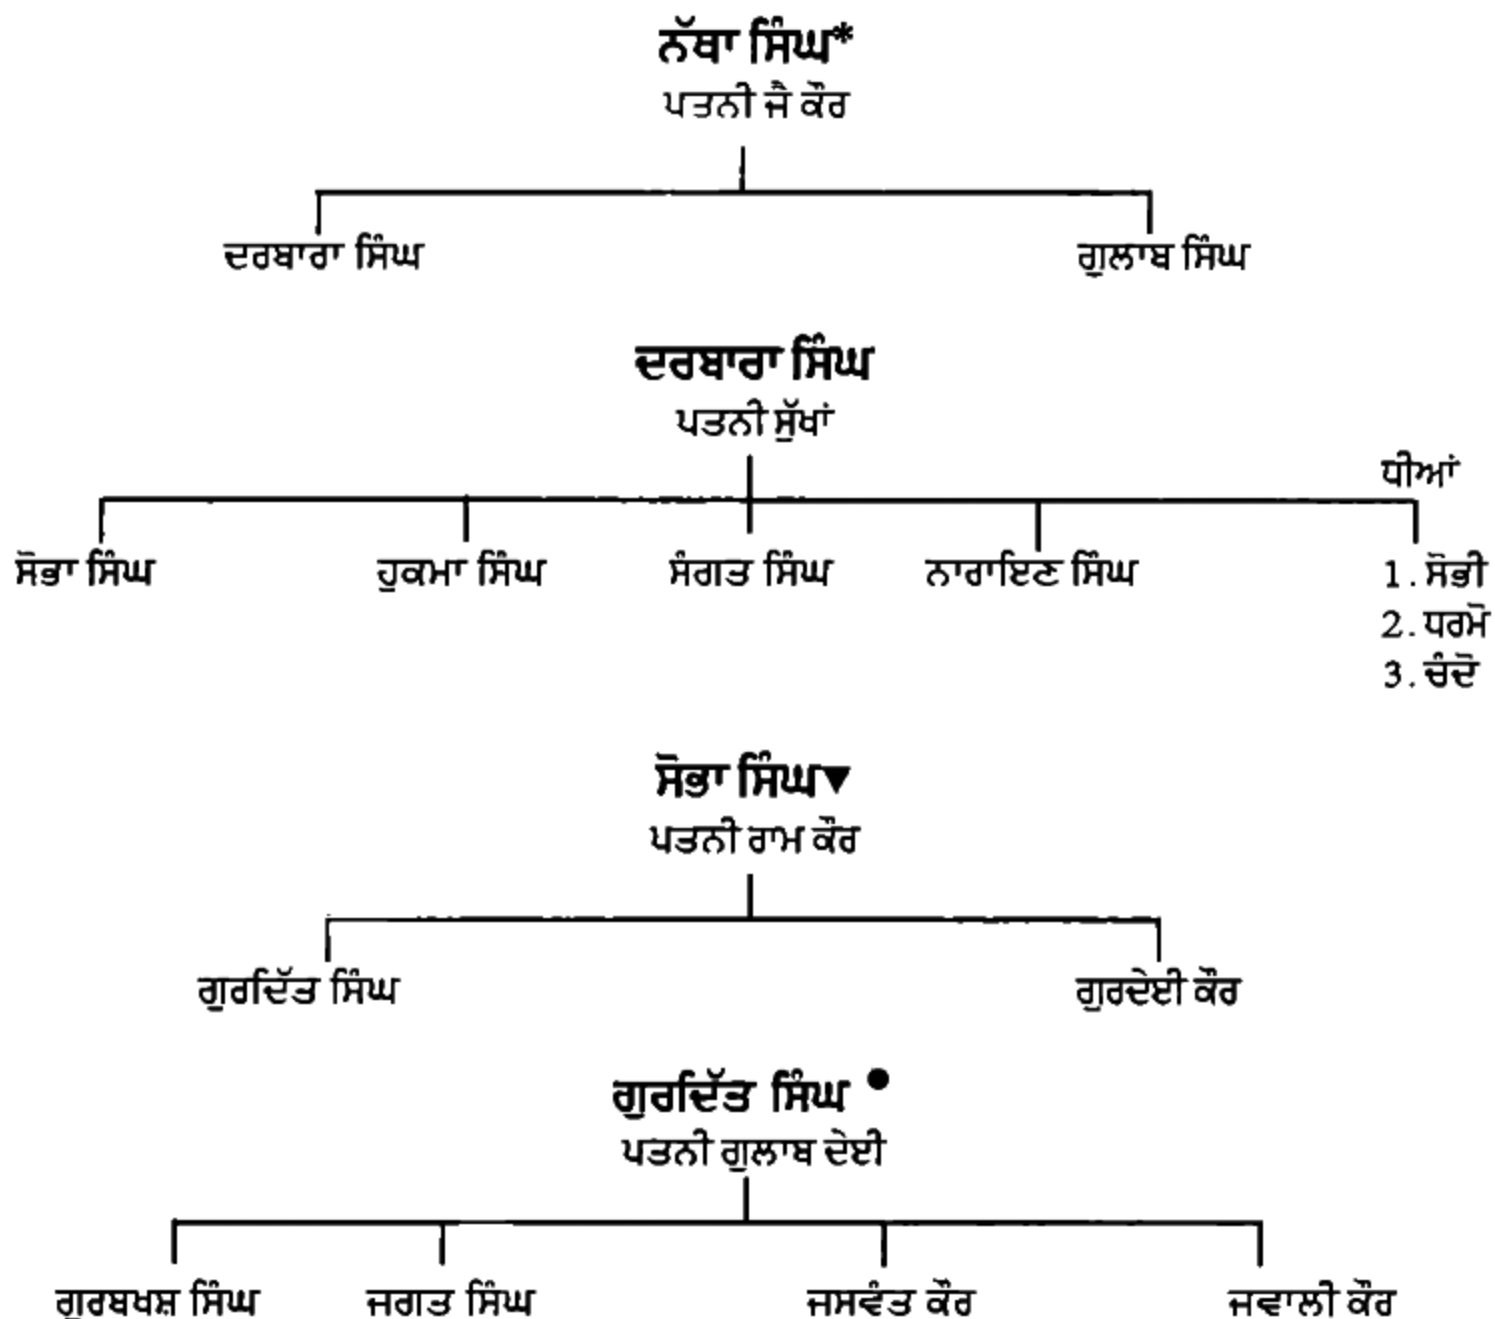 ਨੱਥਾ ਸਿੰਘ*
ਪਤਨੀ ਜੈ ਕੌਰ
ਦਰਬਾਰਾ ਸਿੰਘ ਗੁਲਾਬ ਸਿੰਘ
ਦਰਬਾਰਾ ਸਿੰਘ
ਪਤਨੀ ਸੁੱਖਾਂ
ਧੀਆਂ
ਸੋਭਾ ਸਿੰਘ ਹੁਕਮਾ ਸਿੰਘ ਸੰਗਤ ਸਿੰਘ ਨਾਰਾਇਣ ਸਿੰਘ 1. ਸੋਭੀ
2. ਧਰਮੋ
3. ਚੰਦੋ
ਸੋਭਾ ਸਿੰਘ▼
ਪਤਨੀ ਰਾਮ ਕੌਰ
ਗੁਰਦਿੱਤ ਸਿੰਘ ਗੁਰਦੇਈ ਕੌਰ
ਗੁਰਦਿੱਤ ਸਿੰਘ ●
ਪਤਨੀ ਗੁਲਾਬ ਦੇਈ
ਗੁਰਬਖਸ਼ ਸਿੰਘ ਜਗਤ ਸਿੰਘ ਜਸਵੰਤ ਕੌਰ ਜਵਾਲੀ ਕੌਰ